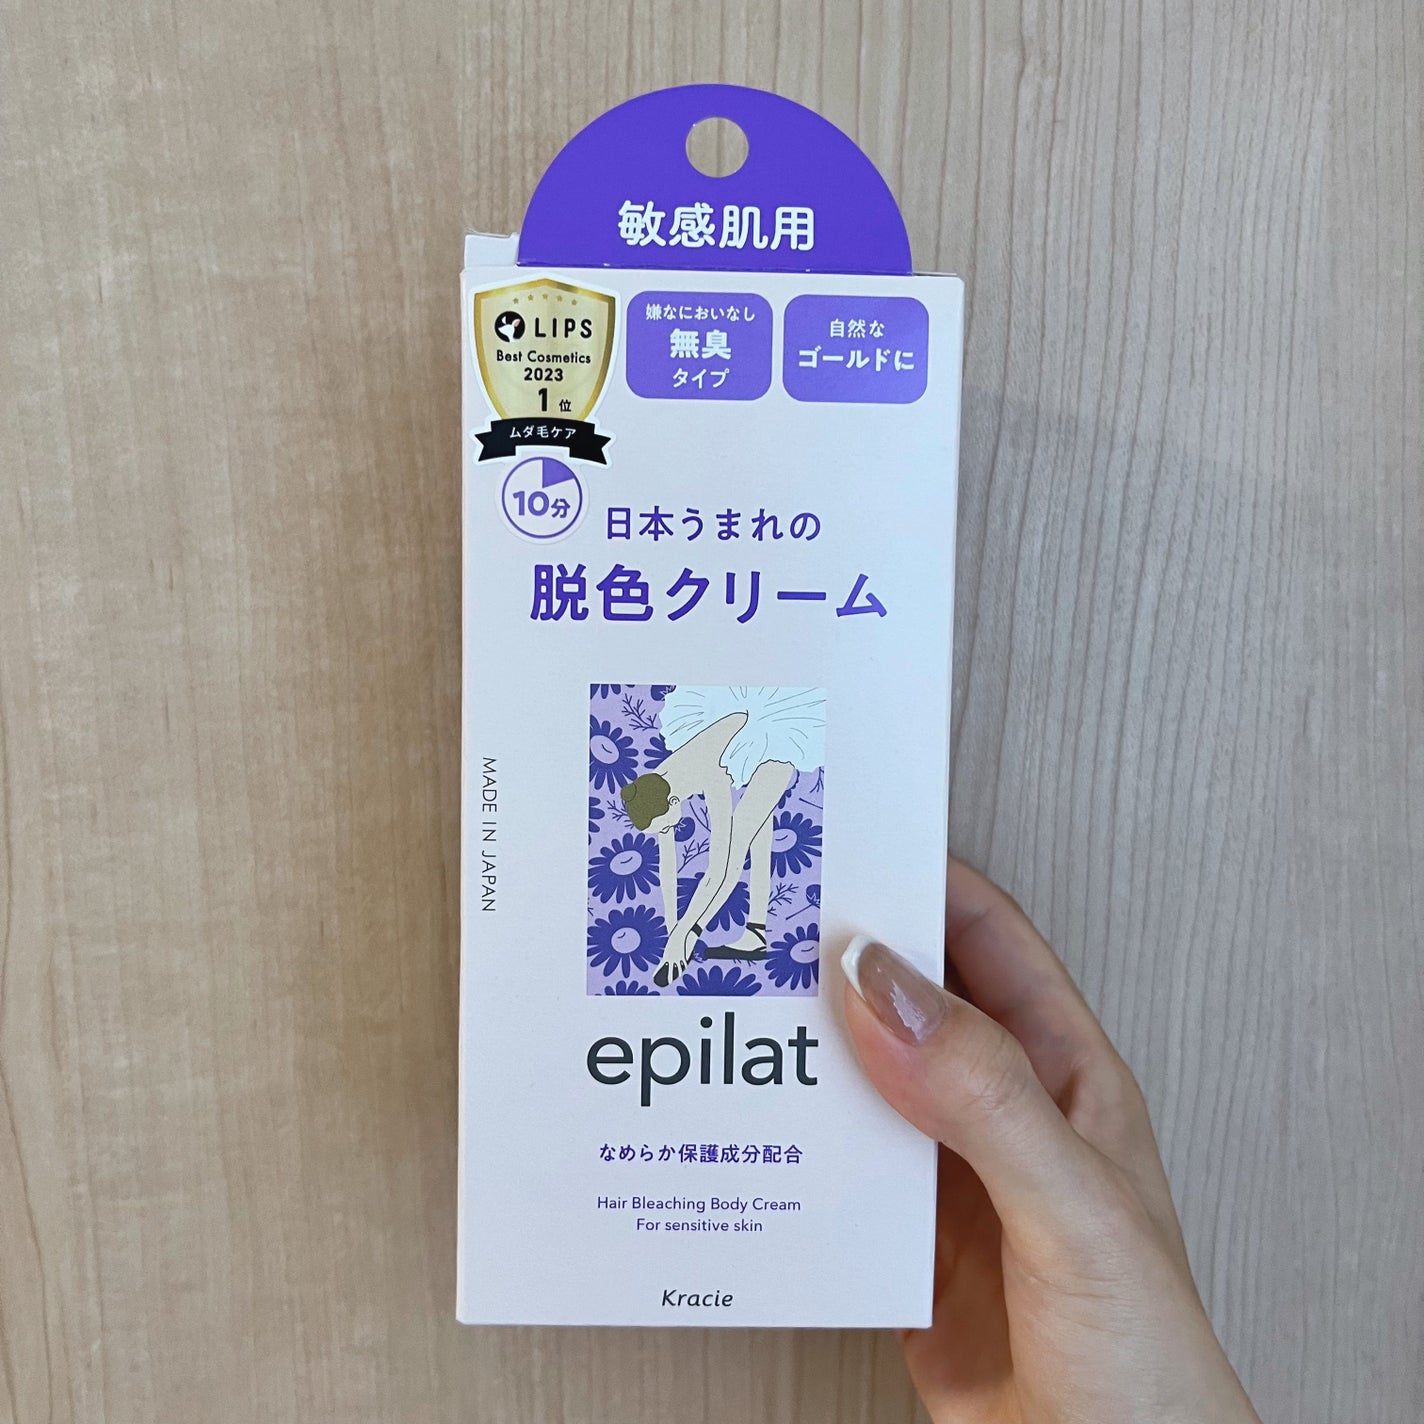 敏感肌用
LIPS
Best Cosmetics
2023
1位
ムダ毛ケア
嫌なにおいなし
無臭
タイプ
自然な
ゴールドに
10分
日本うまれの
脱色クリーム
MADE IN JAPAN
epilat
なめらか保護成分配合
Hair Bleaching Body Cream
For sensitive skin
Kracie